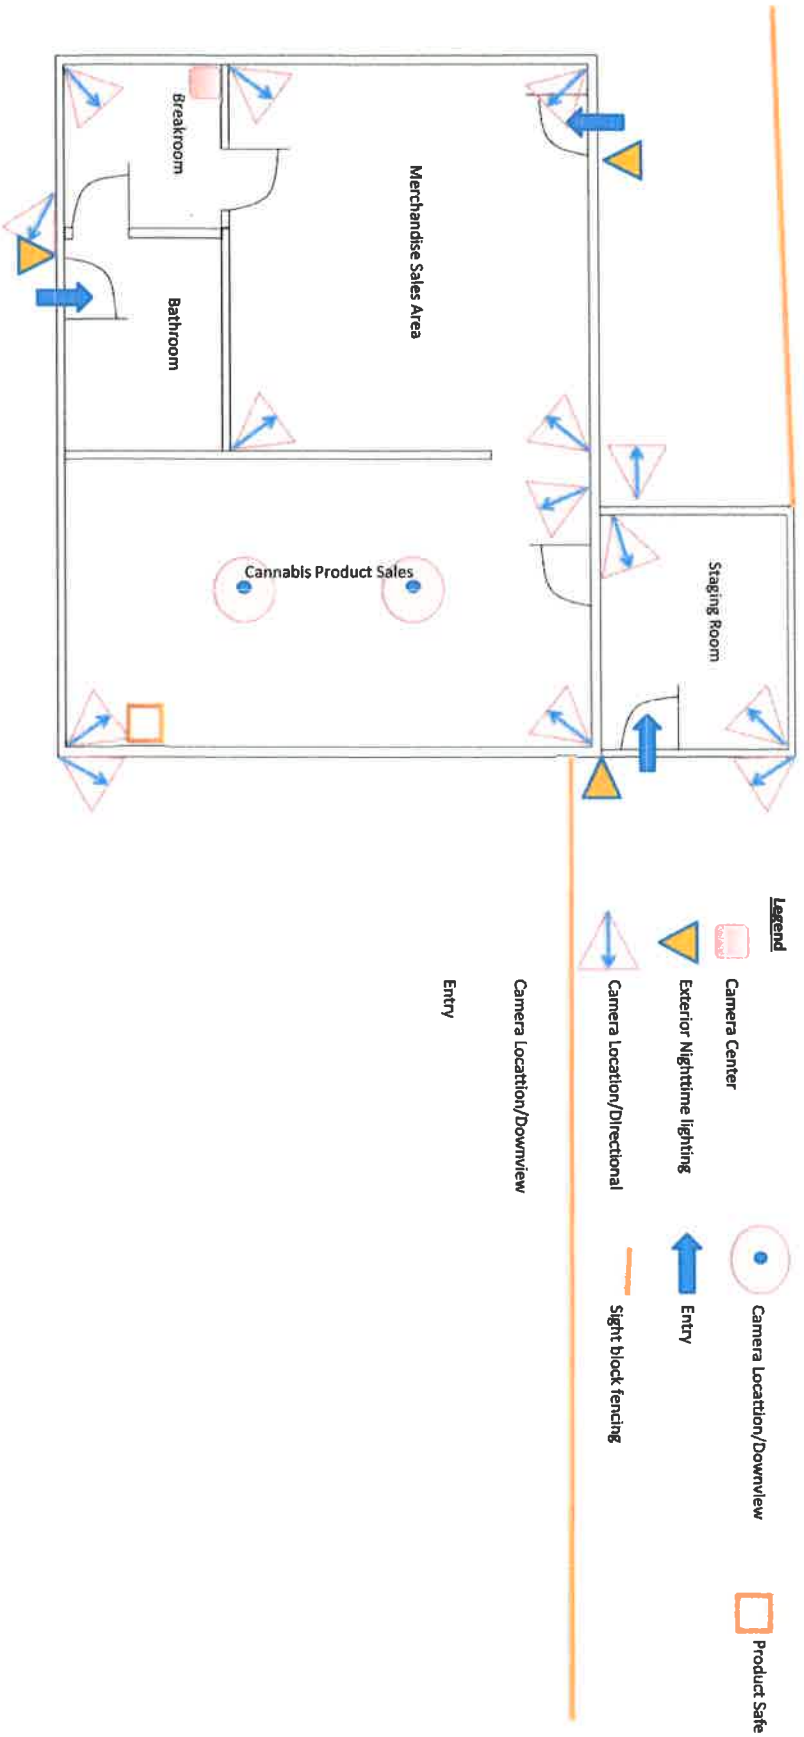 Staging Room
Merchandise Sales Area
Breakroom
Bathroom
Cannabis Product Sales
Legend
Camera Center
Exterior Nighttime lighting
Camera Location/Directional
Camera Locattion/Downview
Entry
Camera Locattion/Downview
Entry
Sight block fencing
Product Safe